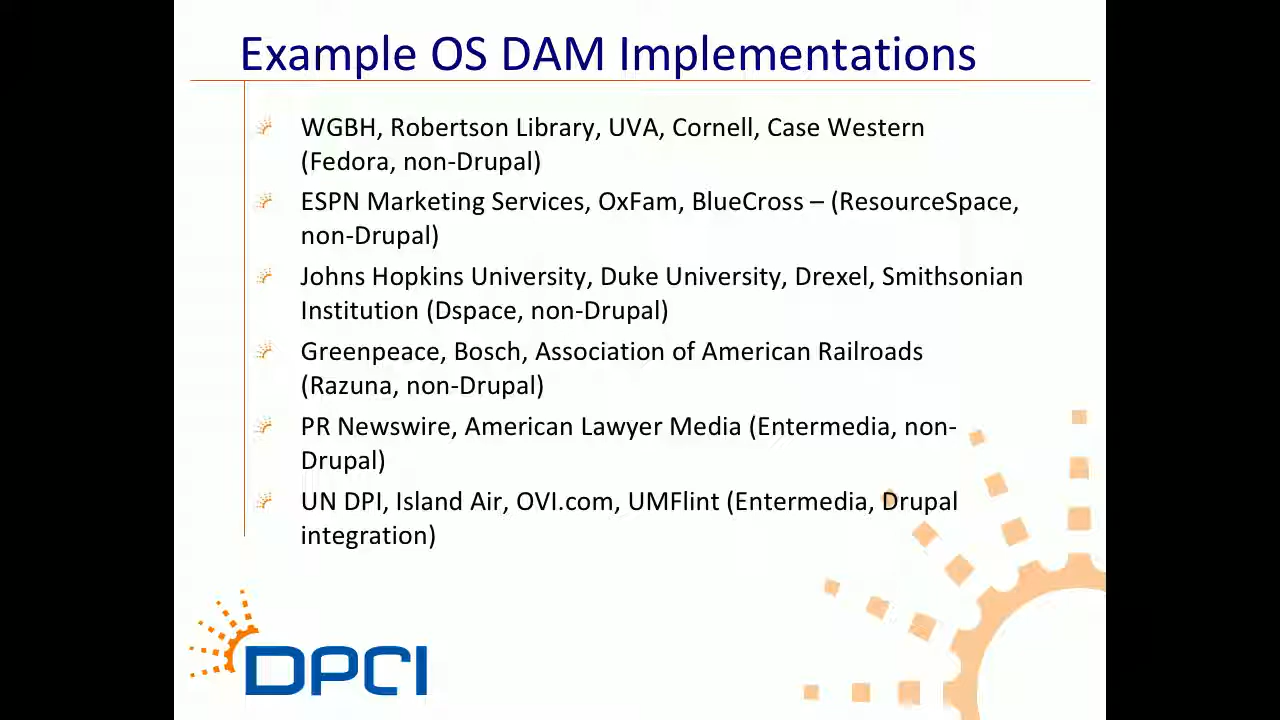 Example OS DAM Implementations
WGBH, Robertson Library, UVA, Cornell, Case Western
(Fedora, non-Drupal)
ESPN Marketing Services, OxFam, BlueCross – (ResourceSpace,
non-Drupal)
Johns Hopkins University, Duke University, Drexel, Smithsonian
Institution (Dspace, non-Drupal)
Greenpeace, Bosch, Association of American Railroads
(Razuna, non-Drupal)
PR Newswire, American Lawyer Media (Entermedia, non-
Drupal)
UN DPI, Island Air, OVI.com, UMFlint (Entermedia, Drupal
integration)
DPCI